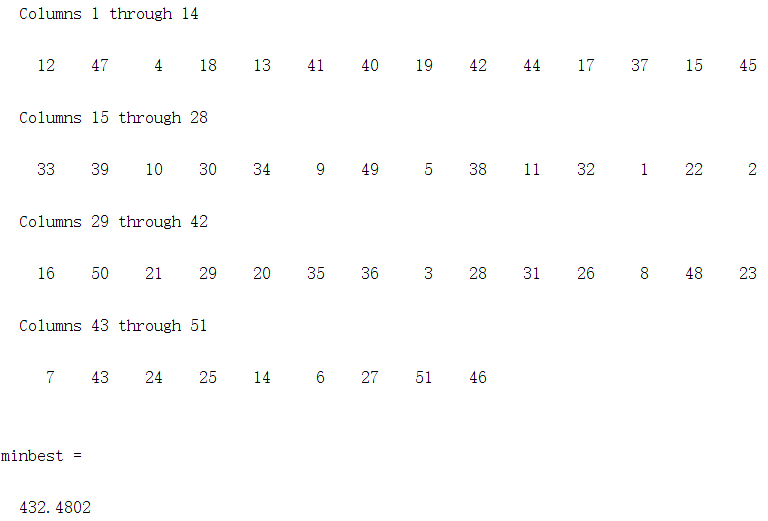 Columns 1 through 14
12 47 4 18 13 41 40 19 42 44 17 37 15 45
Columns 15 through 28
33 39 10 30 34 9 49 5 38 11 32 1 22 2
Columns 29 through 42
16 50 21 29 20 35 36 3 28 31 26 8 48 23
Columns 43 through 51
7 43 24 25 14 6 27 51 46
minbest =
432.4802